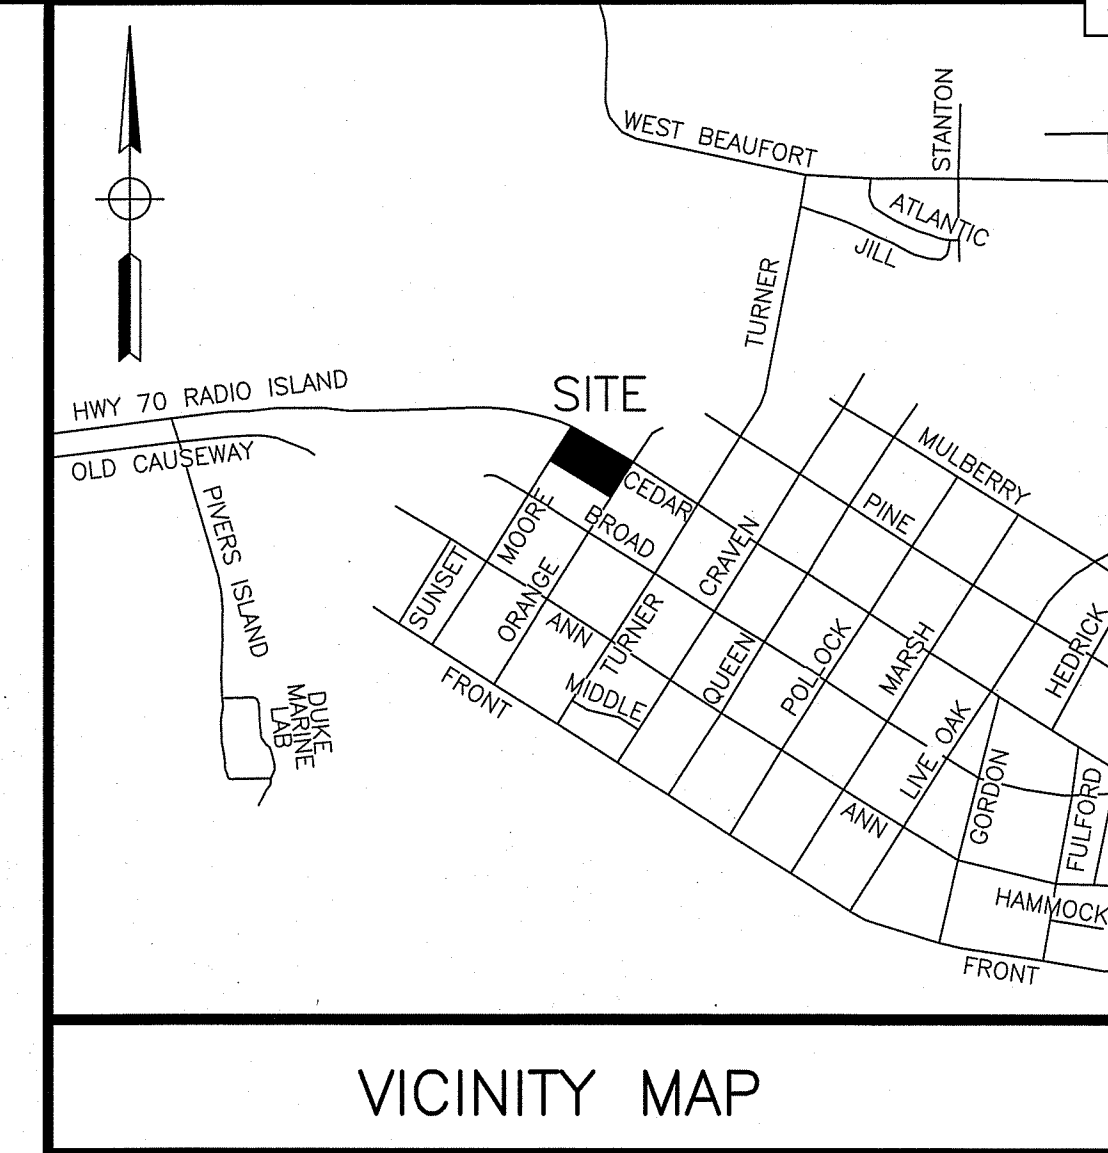 STANTON
WEST BEAUFORT
ATLANTIC
JILL
TURNER
HWY 70 RADIO ISLAND
SITE
OLD CAUSEWAY
MULBERRY
CEDAR
PINE
PIVERS ISLAND
MOORE
BROAD
CRAVEN
SUNSET
ORANGE
ANN
TURNER
QUEEN
POLLOCK
MARSH
HEDRICK
FRONT
MIDDLE
DUKE
MARINE
LAB
LIVE OAK
GORDON
ANN
FULFORD
HAMMOCK
FRONT
VICINITY MAP